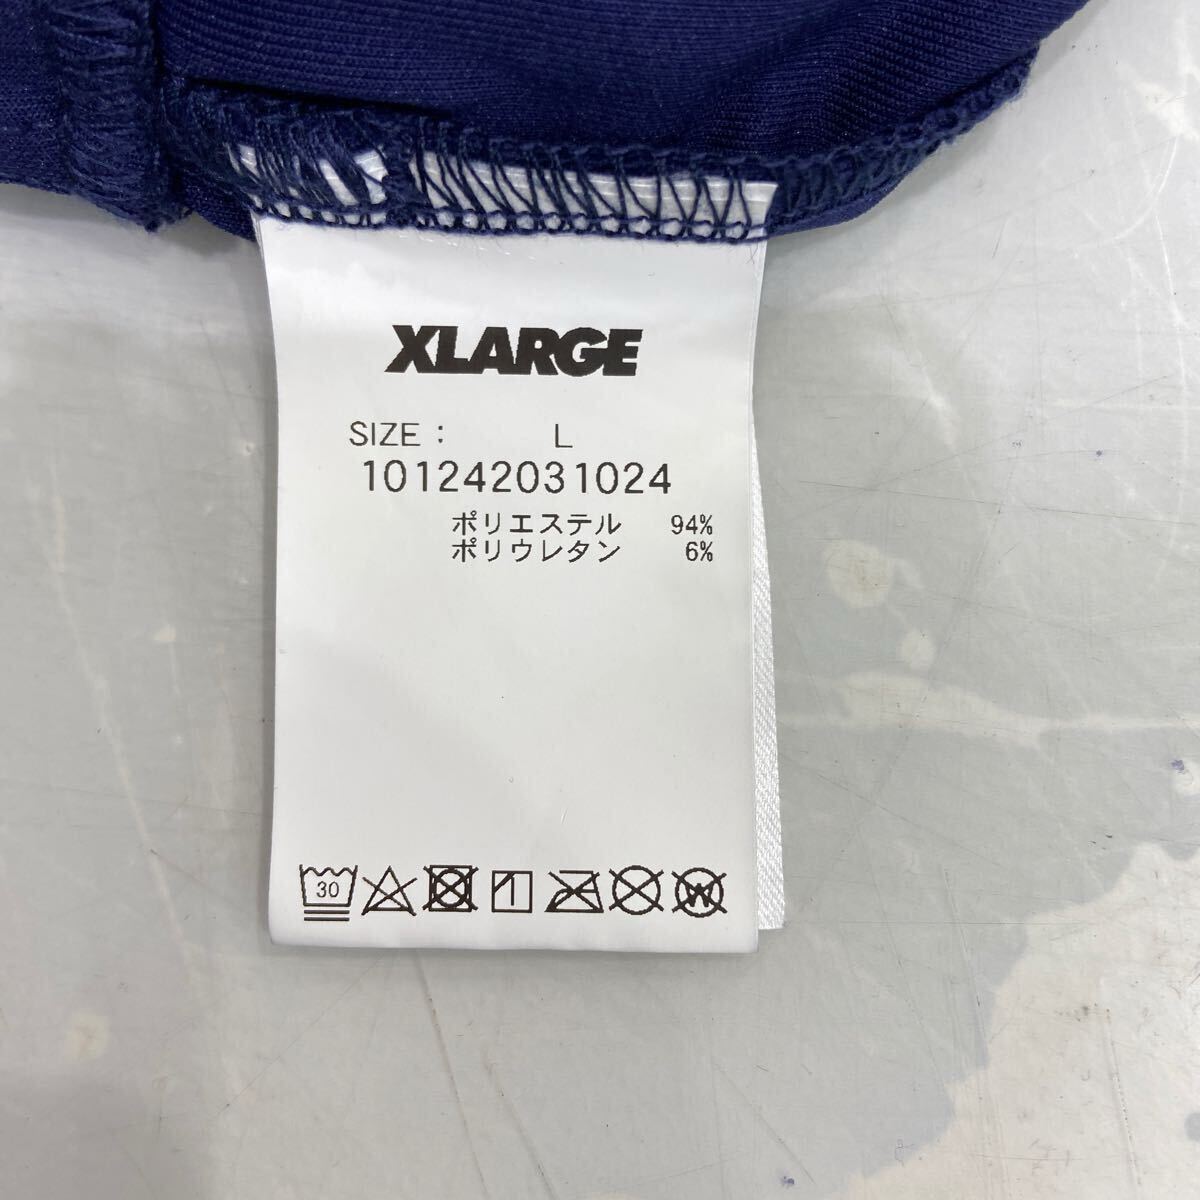 XLARGE
SIZE : L
101242031024
ポリエステル 94%
ポリウレタン 6%
30 W